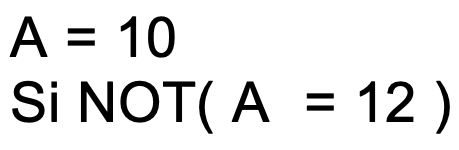 A = 10
Si NOT( A  = 12 )